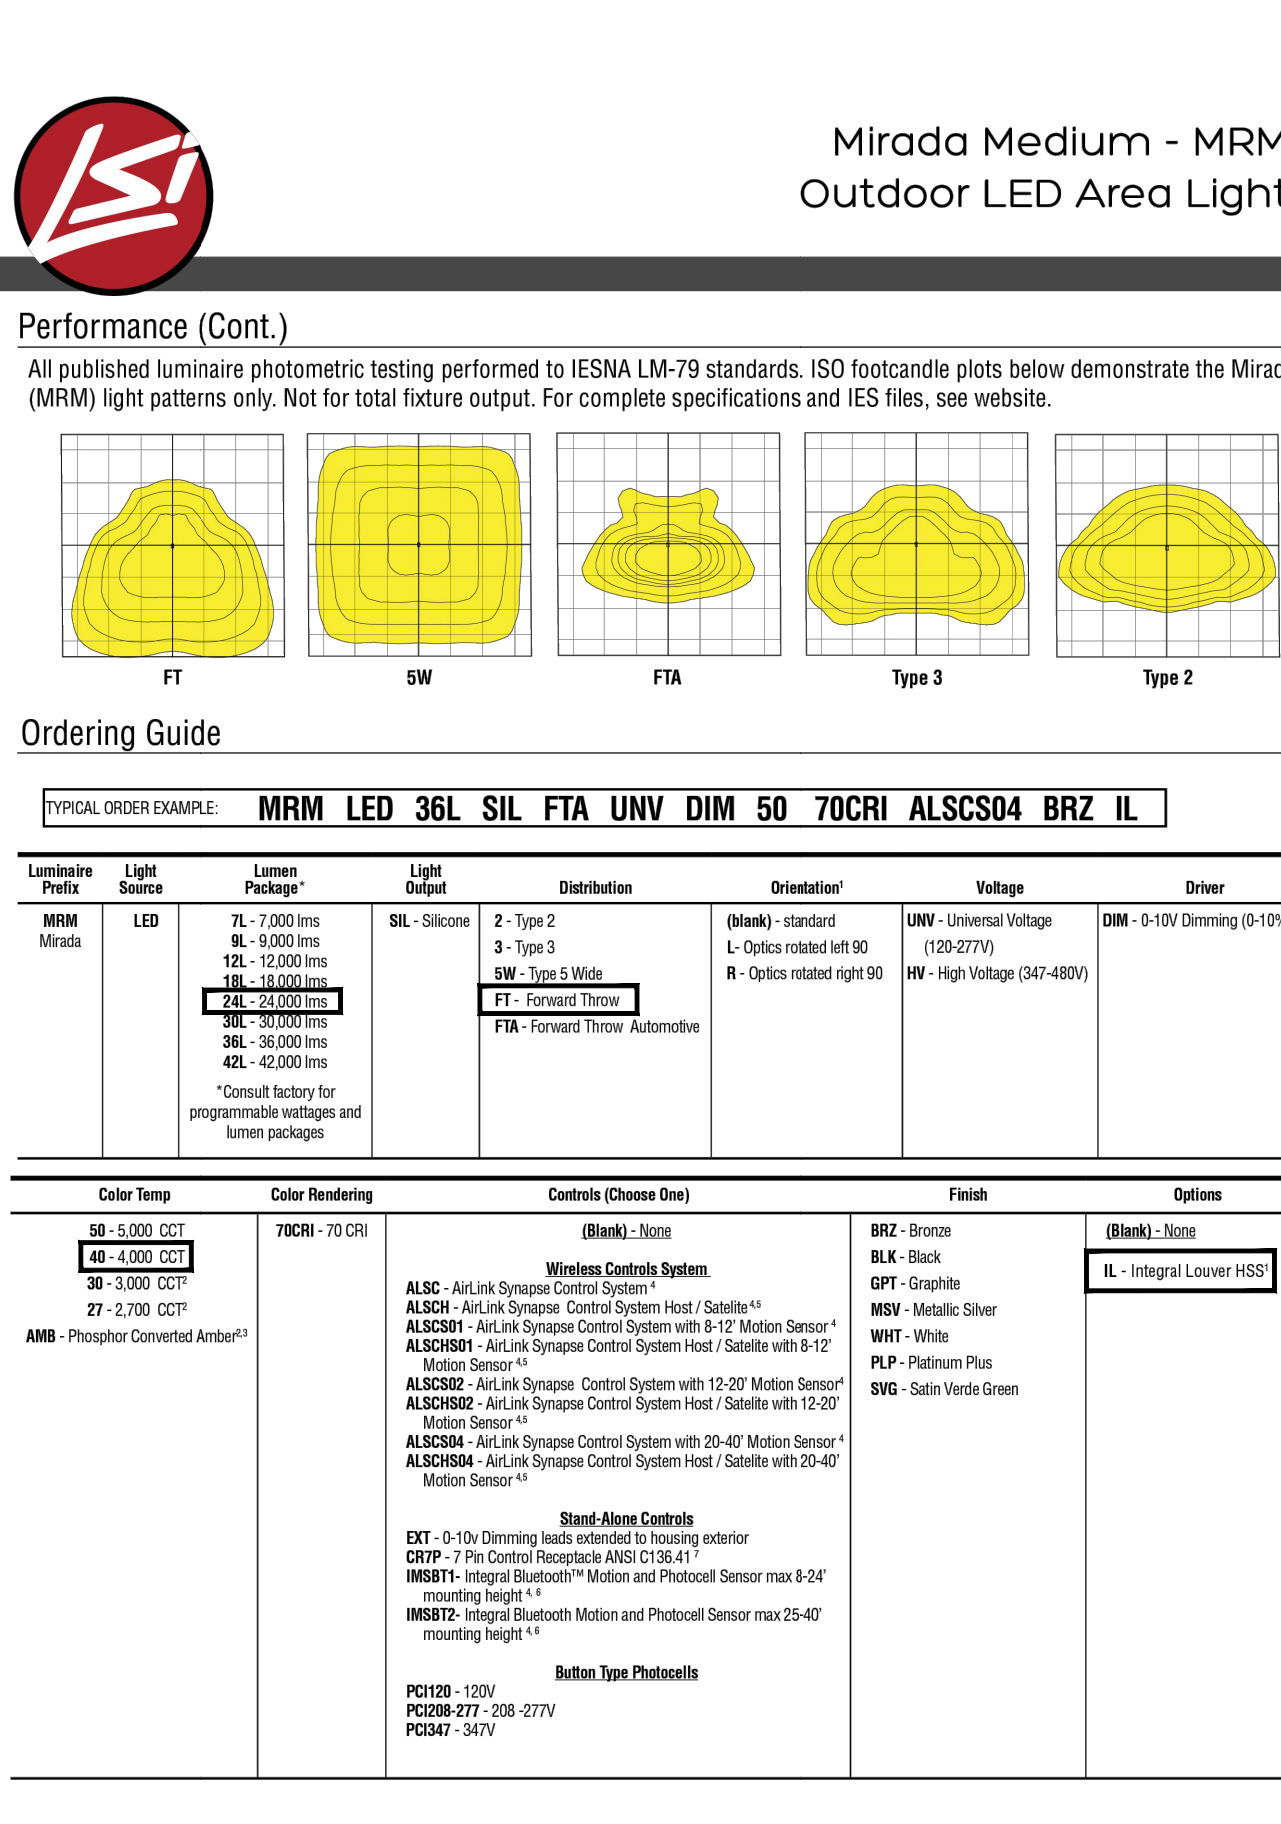 LSi
Mirada Medium - MRM
Outdoor LED Area Light
Performance (Cont.)
All published luminaire photometric testing performed to IESNA LM-79 standards. ISO footcandle plots below demonstrate the Mirad
(MRM) light patterns only. Not for total fixture output. For complete specifications and IES files, see website.
FT 5W FTA Type 3 Type 2
Ordering Guide
TYPICAL ORDER EXAMPLE: MRM LED 36L SIL FTA UNV DIM 50 70CRI ALSCS04 BRZ IL
Luminaire Prefix
Light Source
Lumen Package*
Light Output
Distribution
Orientation1
Voltage
Driver
MRM
Mirada
LED
7L - 7,000 lms
9L - 9,000 lms
12L - 12,000 lms
18L - 18,000 lms
24L - 24,000 lms
30L - 30,000 lms
36L - 36,000 lms
42L - 42,000 lms
*Consult factory for
programmable wattages and
lumen packages
SIL - Silicone
2 - Type 2
3 - Type 3
5W - Type 5 Wide
FT - Forward Throw
FTA - Forward Throw Automotive
(blank) - standard
L- Optics rotated left 90
R - Optics rotated right 90
UNV - Universal Voltage
(120-277V)
HV - High Voltage (347-480V)
DIM - 0-10V Dimming (0-10%
Color Temp
50 - 5,000 CCT
40 - 4,000 CCT
30 - 3,000 CCT2
27 - 2,700 CCT2
AMB - Phosphor Converted Amber2,3
Color Rendering
70CRI - 70 CRI
Controls (Choose One)
(Blank) - None
Wireless Controls System
ALSC - AirLink Synapse Control System 4
ALSCH - AirLink Synapse Control System Host / Satelite 4,5
ALSCS01 - AirLink Synapse Control System with 8-12' Motion Sensor 4
ALSCHS01 - AirLink Synapse Control System Host / Satelite with 8-12'
Motion Sensor 4,5
ALSCS02 - AirLink Synapse Control System with 12-20' Motion Sensor4
ALSCHS02 - AirLink Synapse Control System Host / Satelite with 12-20'
Motion Sensor 4,5
ALSCS04 - AirLink Synapse Control System with 20-40' Motion Sensor 4
ALSCHS04 - AirLink Synapse Control System Host / Satelite with 20-40'
Motion Sensor 4,5
Stand-Alone Controls
EXT - 0-10v Dimming leads extended to housing exterior
CR7P - 7 Pin Control Receptacle ANSI C136.41 7
IMSBT1- Integral Bluetooth™ Motion and Photocell Sensor max 8-24'
mounting height 4, 6
IMSBT2- Integral Bluetooth Motion and Photocell Sensor max 25-40'
mounting height 4, 6
Button Type Photocells
PCI120 - 120V
PCI208-277 - 208 -277V
PCI347 - 347V
Finish
BRZ - Bronze
BLK - Black
GPT - Graphite
MSV - Metallic Silver
WHT - White
PLP - Platinum Plus
SVG - Satin Verde Green
Options
(Blank) - None
IL - Integral Louver HSS1